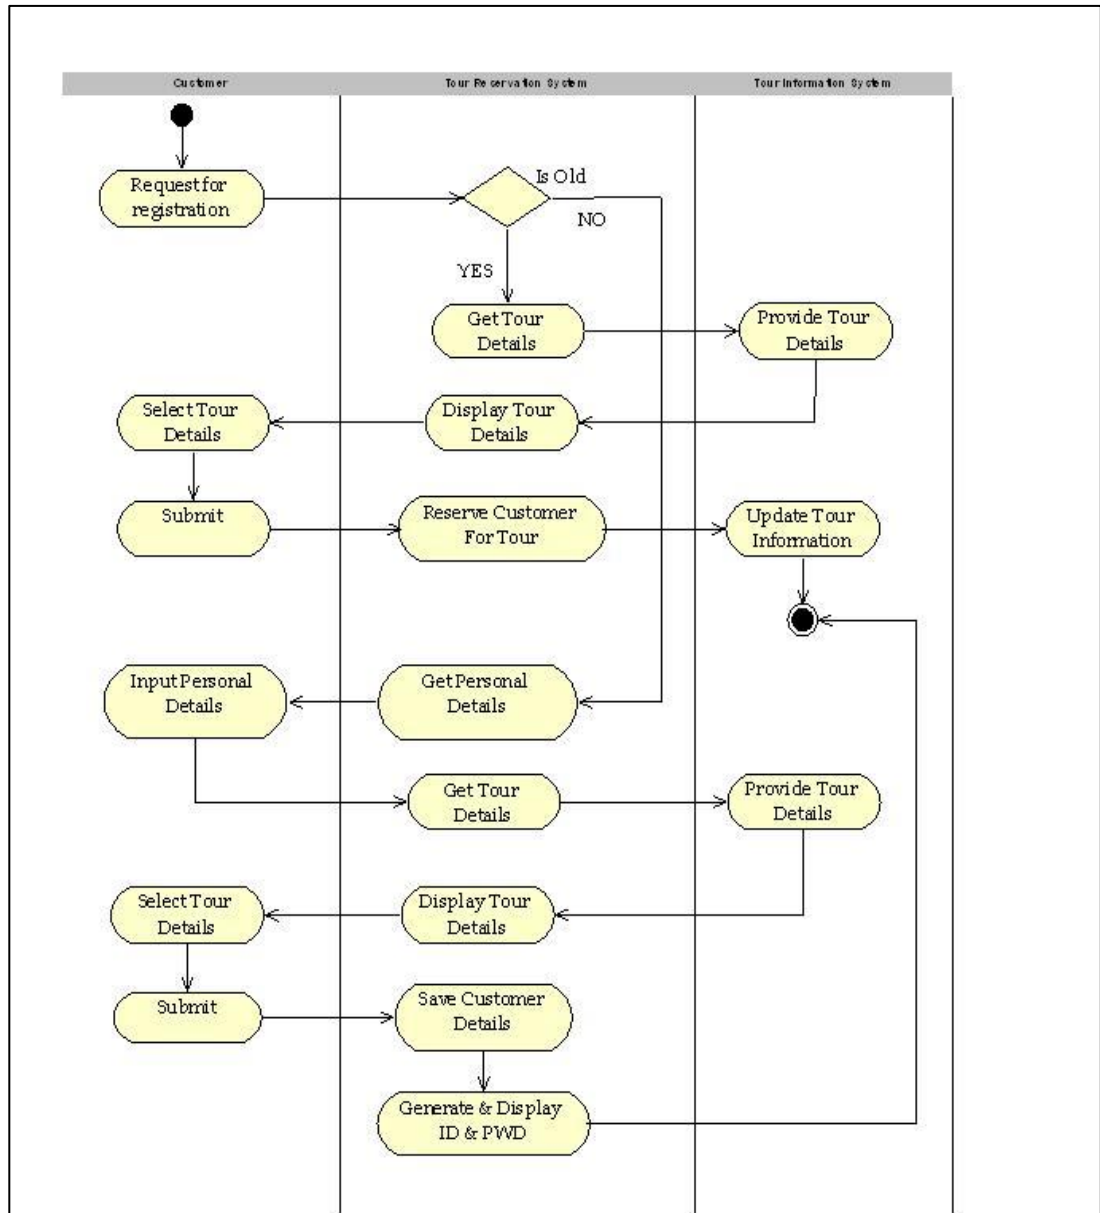 Customer
Tour Reservation System
Tour Information System
Request for
registration
Is Old
NO
YES
Get Tour
Details
Provide Tour
Details
Select Tour
Details
Display Tour
Details
Submit
Reserve Customer
For Tour
Update Tour
Information
Input Personal
Details
Get Personal
Details
Get Tour
Details
Provide Tour
Details
Select Tour
Details
Display Tour
Details
Submit
Save Customer
Details
Generate & Display
ID & PWD